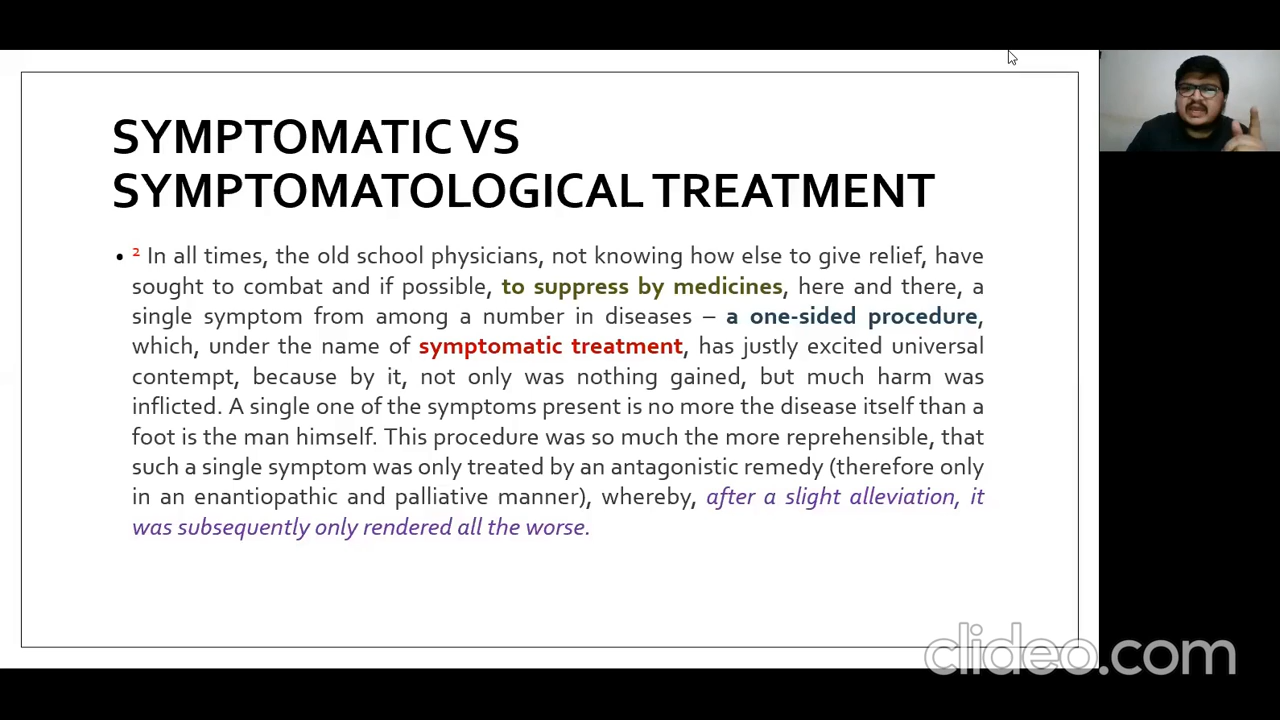 SYMPTOMATIC VS
SYMPTOMATOLOGICAL TREATMENT
• ² In all times, the old school physicians, not knowing how else to give relief, have
sought to combat and if possible, to suppress by medicines, here and there, a
single symptom from among a number in diseases – a one-sided procedure,
which, under the name of symptomatic treatment, has justly excited universal
contempt, because by it, not only was nothing gained, but much harm was
inflicted. A single one of the symptoms present is no more the disease itself than a
foot is the man himself. This procedure was so much the more reprehensible, that
such a single symptom was only treated by an antagonistic remedy (therefore only
in an enantiopathic and palliative manner), whereby, after a slight alleviation, it
was subsequently only rendered all the worse.
clideo.com